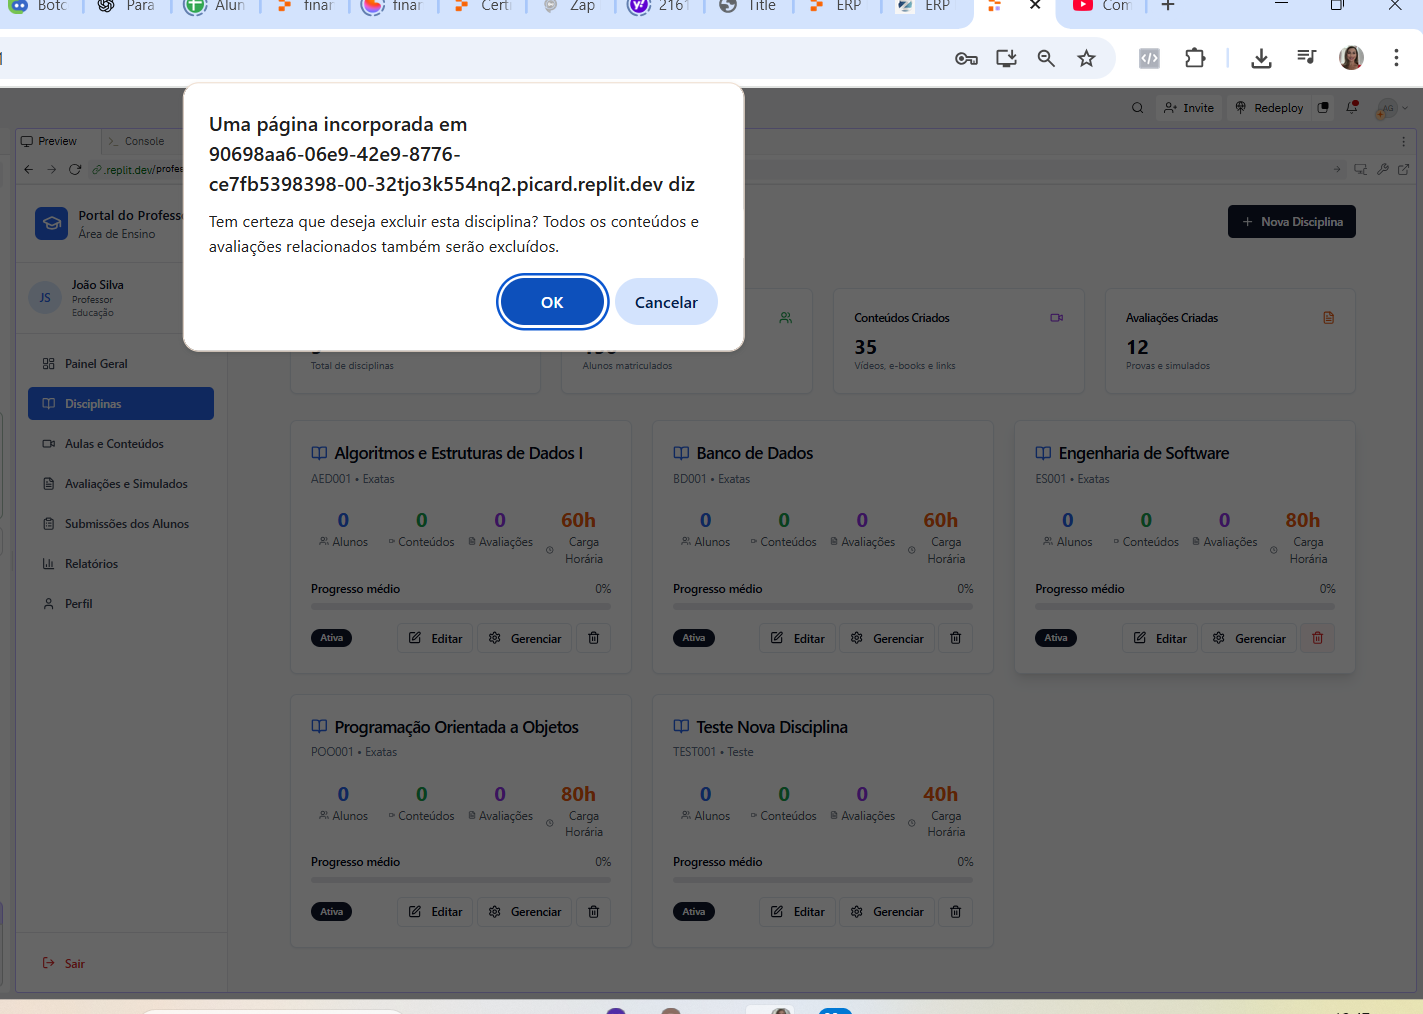 Botc
Para
Alun
finar
finar
Certi
Zap
2161
Title
ERP
ERP
Com
Invite
Redeploy
AG
Preview
Console
.replit.dev/profes
Uma página incorporada em
90698aa6-06e9-42e9-8776-
ce7fb5398398-00-32tjo3k554nq2.picard.replit.dev diz
Tem certeza que deseja excluir esta disciplina? Todos os conteúdos e
avaliações relacionados também serão excluídos.
OK
Cancelar
Portal do Professo
Área de Ensino
JS
João Silva
Professor
Educação
Painel Geral
Disciplinas
Aulas e Conteúdos
Avaliações e Simulados
Submissões dos Alunos
Relatórios
Perfil
Sair
Nova Disciplina
Total de disciplinas
Alunos matriculados
Conteúdos Criados
35
Vídeos, e-books e links
Avaliações Criadas
12
Provas e simulados
Algoritmos e Estruturas de Dados I
AED001 • Exatas
0 0 0 60h
Alunos Conteúdos Avaliações Carga
Horária
Progresso médio 0%
Ativa Editar Gerenciar
Banco de Dados
BD001 • Exatas
0 0 0 60h
Alunos Conteúdos Avaliações Carga
Horária
Progresso médio 0%
Ativa Editar Gerenciar
Engenharia de Software
ES001 • Exatas
0 0 0 80h
Alunos Conteúdos Avaliações Carga
Horária
Progresso médio 0%
Ativa Editar Gerenciar
Programação Orientada a Objetos
POO001 • Exatas
0 0 0 80h
Alunos Conteúdos Avaliações Carga
Horária
Progresso médio 0%
Ativa Editar Gerenciar
Teste Nova Disciplina
TEST001 • Teste
0 0 0 40h
Alunos Conteúdos Avaliações Carga
Horária
Progresso médio 0%
Ativa Editar Gerenciar